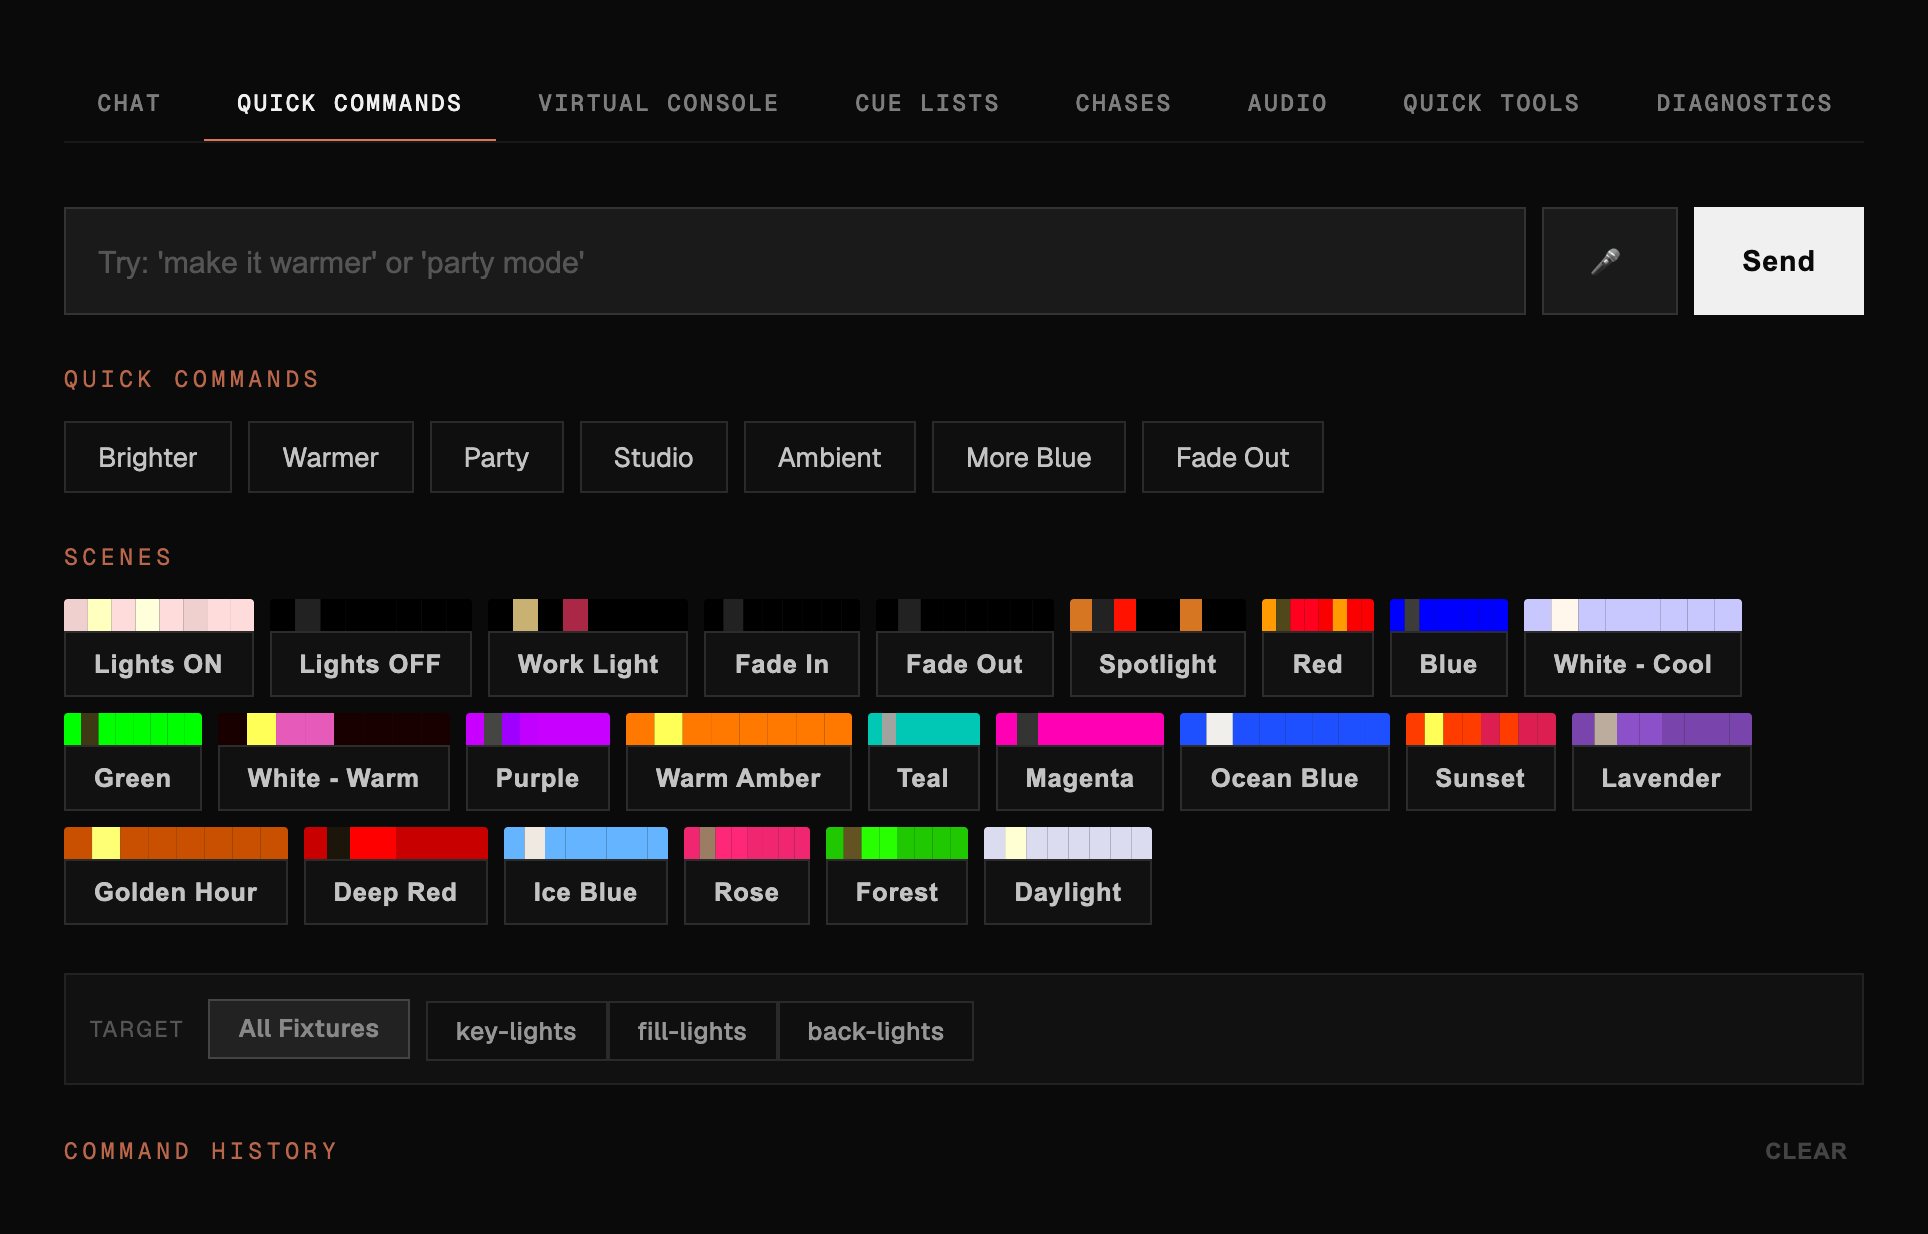 CHAT QUICK COMMANDS VIRTUAL CONSOLE CUE LISTS CHASES AUDIO QUICK TOOLS DIAGNOSTICS
Try: 'make it warmer' or 'party mode' Send
QUICK COMMANDS
Brighter Warmer Party Studio Ambient More Blue Fade Out
SCENES
Lights ON Lights OFF Work Light Fade In Fade Out Spotlight Red Blue White - Cool
Green White - Warm Purple Warm Amber Teal Magenta Ocean Blue Sunset Lavender
Golden Hour Deep Red Ice Blue Rose Forest Daylight
TARGET All Fixtures key-lights fill-lights back-lights
COMMAND HISTORY CLEAR